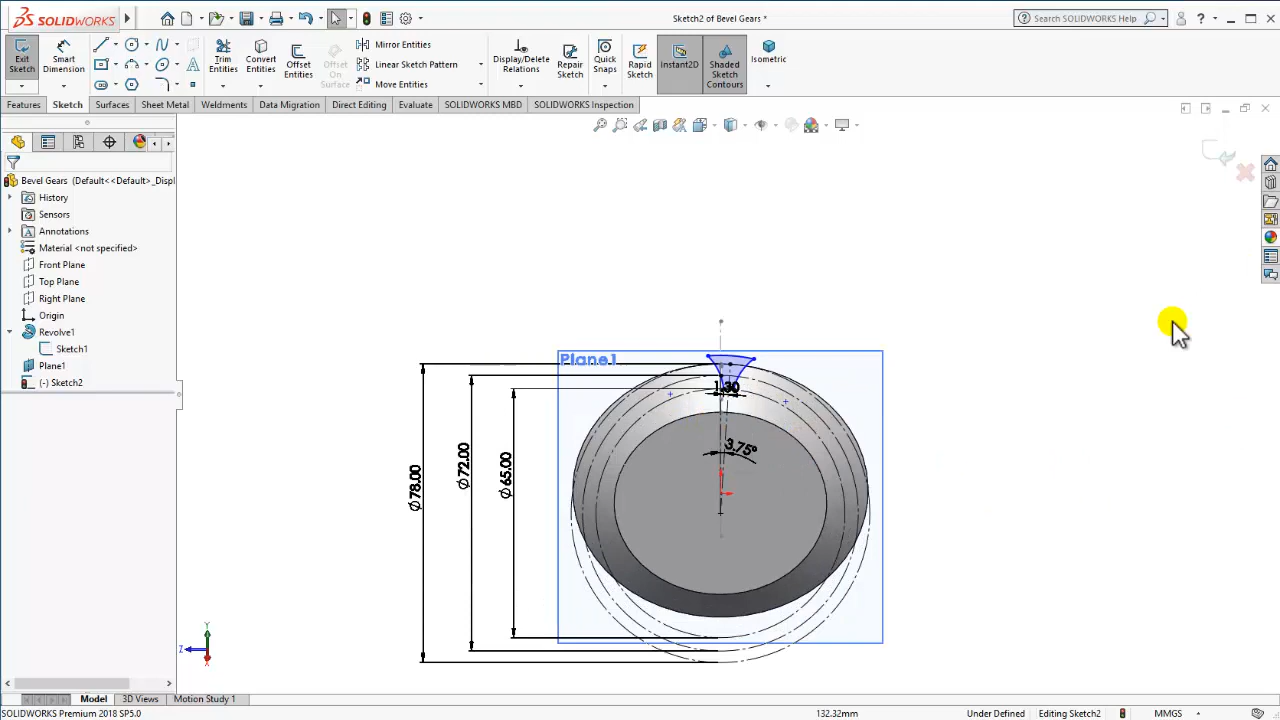 SOLIDWORKS
Sketch2 of Bevel Gears *
Search SOLIDWORKS Help
?
Exit Sketch
Smart Dimension
Trim Entities
Convert Entities
Offset Entities
Offset On Surface
Mirror Entities
Linear Sketch Pattern
Move Entities
Display/Delete Relations
Repair Sketch
Quick Snaps
Rapid Sketch
Instant2D
Shaded Sketch Contours
Isometric
Features
Sketch
Surfaces
Sheet Metal
Weldments
Data Migration
Direct Editing
Evaluate
SOLIDWORKS MBD
SOLIDWORKS Inspection
Bevel Gears (Default<<Default>_Displ
History
Sensors
Annotations
Material <not specified>
Front Plane
Top Plane
Right Plane
Origin
Revolve1
Sketch1
Plane1
(-) Sketch2
Plane1
1.30
3.75°
Ø78.00
Ø72.00
Ø65.00
Y
Z
X
Model
3D Views
Motion Study 1
SOLIDWORKS Premium 2018 SP5.0
132.32mm
Under Defined
Editing Sketch2
MMGS